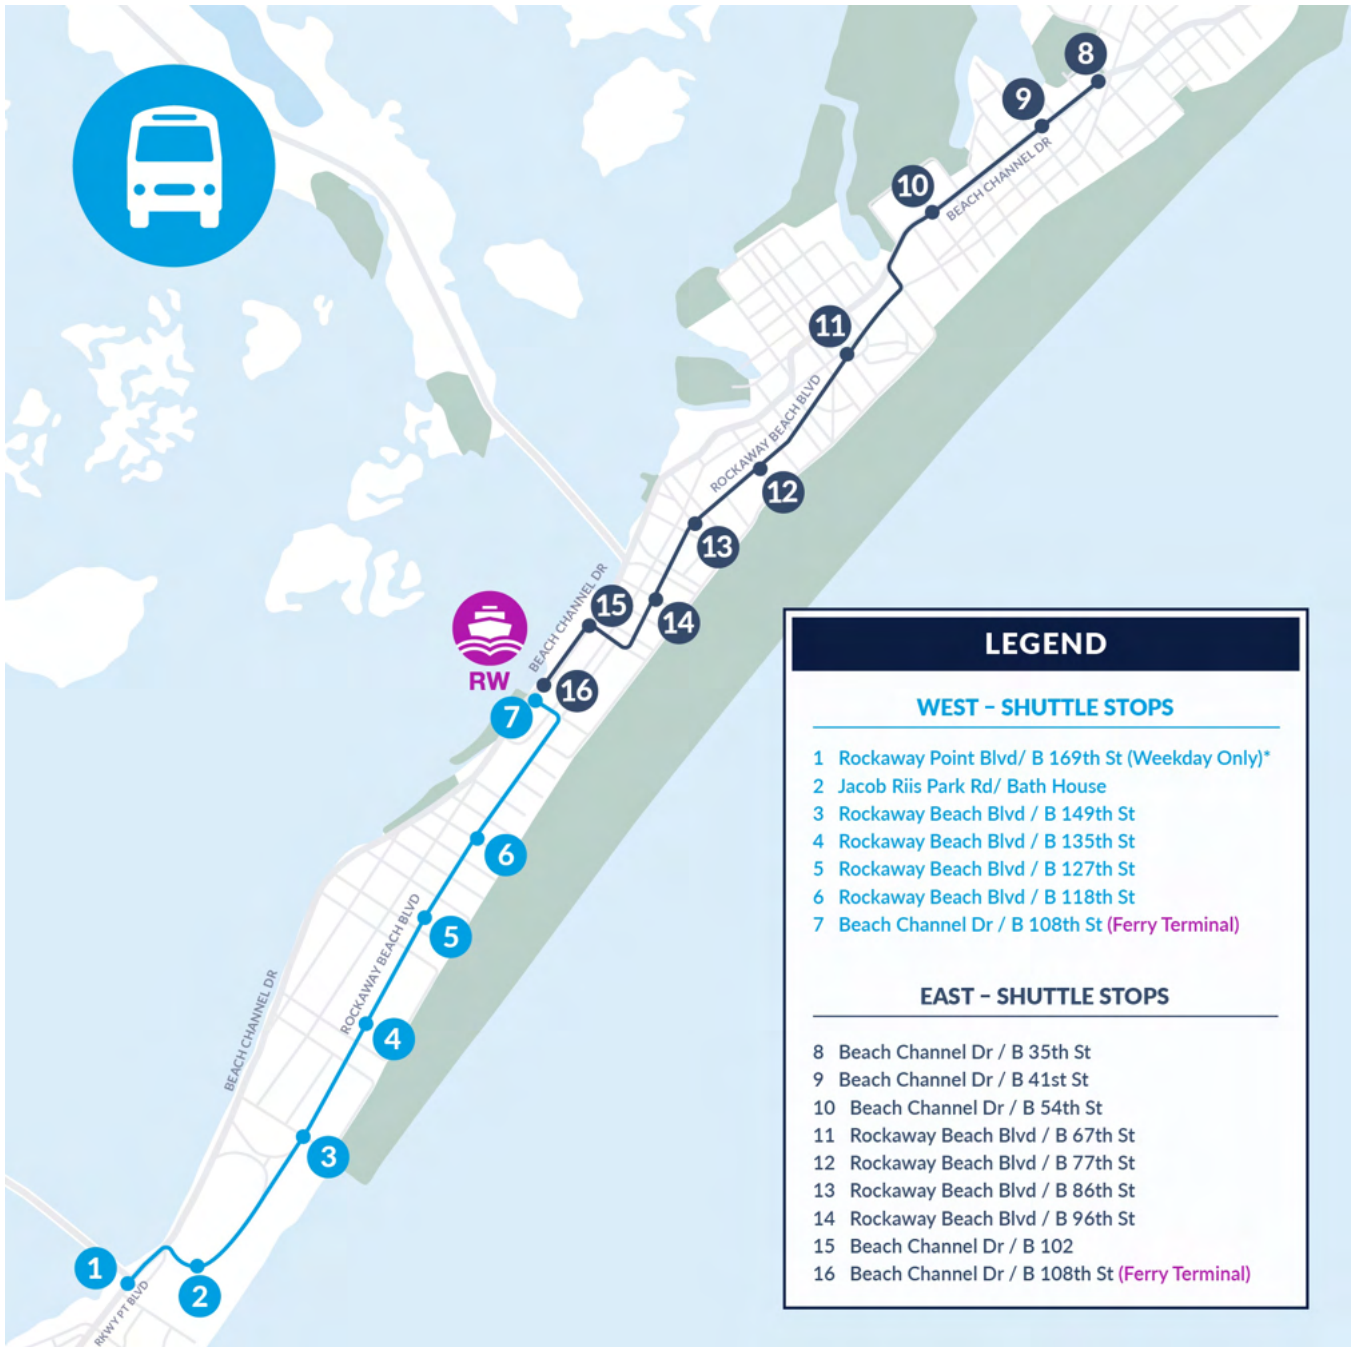 8
9
BEACH CHANNEL DR
10
11
ROCKAWAY BEACH BLVD
12
13
BEACH CHANNEL DR
15
14
RW
16
7
6
ROCKAWAY BEACH BLVD
5
BEACH CHANNEL DR
4
3
1
2
RKWY PT BLVD
LEGEND
WEST – SHUTTLE STOPS
1 Rockaway Point Blvd/ B 169th St (Weekday Only)*
2 Jacob Riis Park Rd/ Bath House
3 Rockaway Beach Blvd / B 149th St
4 Rockaway Beach Blvd / B 135th St
5 Rockaway Beach Blvd / B 127th St
6 Rockaway Beach Blvd / B 118th St
7 Beach Channel Dr / B 108th St (Ferry Terminal)
EAST – SHUTTLE STOPS
8 Beach Channel Dr / B 35th St
9 Beach Channel Dr / B 41st St
10 Beach Channel Dr / B 54th St
11 Rockaway Beach Blvd / B 67th St
12 Rockaway Beach Blvd / B 77th St
13 Rockaway Beach Blvd / B 86th St
14 Rockaway Beach Blvd / B 96th St
15 Beach Channel Dr / B 102
16 Beach Channel Dr / B 108th St (Ferry Terminal)